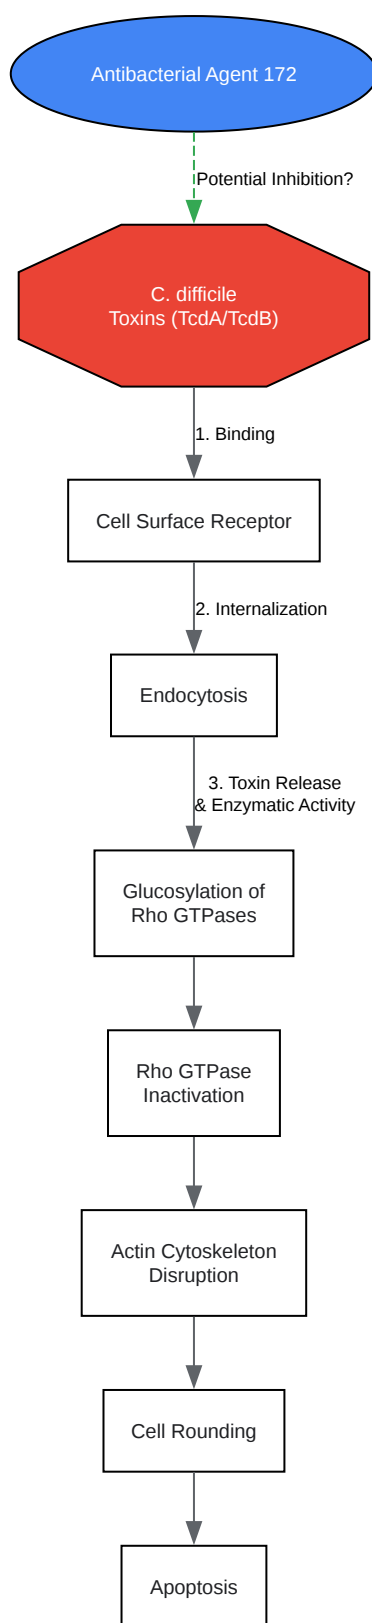 Antibacterial Agent 172
Potential Inhibition?
C. difficile
Toxins (TcdA/TcdB)
1. Binding
Cell Surface Receptor
2. Internalization
Endocytosis
3. Toxin Release
& Enzymatic Activity
Glucosylation of
Rho GTPases
Rho GTPase
Inactivation
Actin Cytoskeleton
Disruption
Cell Rounding
Apoptosis